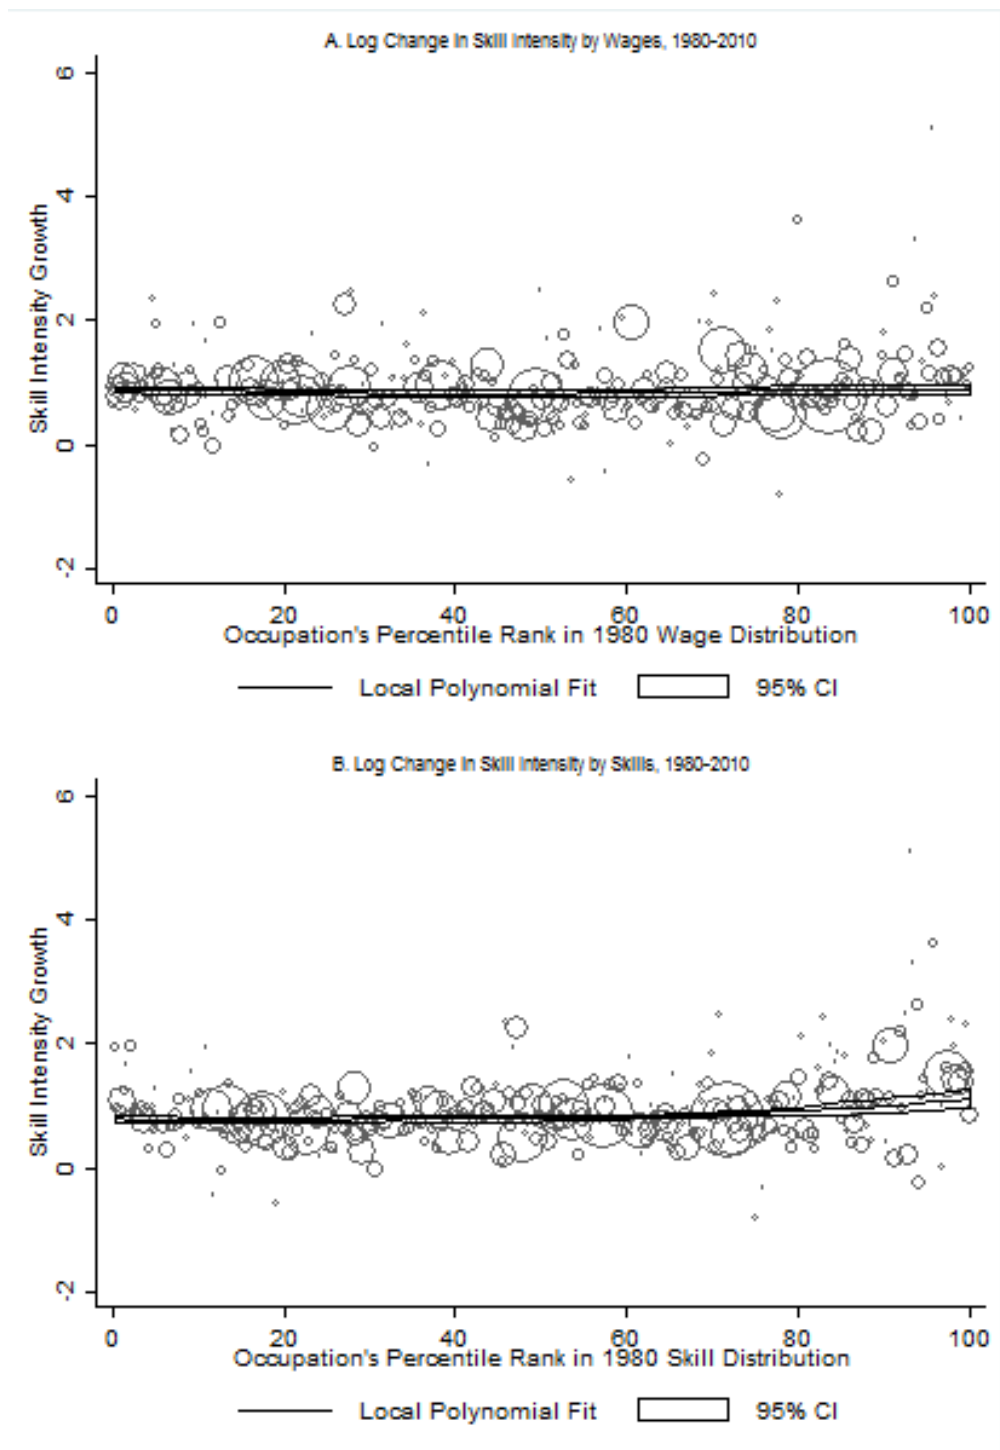 A. Log Change in Skill Intensity by Wages, 1980-2010
6
4
2
0
-2
Skill Intensity Growth
0 20 40 60 80 100
Occupation's Percentile Rank in 1980 Wage Distribution
Local Polynomial Fit 95% CI
B. Log Change in Skill Intensity by Skills, 1980-2010
6
4
2
0
-2
Skill Intensity Growth
0 20 40 60 80 100
Occupation's Percentile Rank in 1980 Skill Distribution
Local Polynomial Fit 95% CI